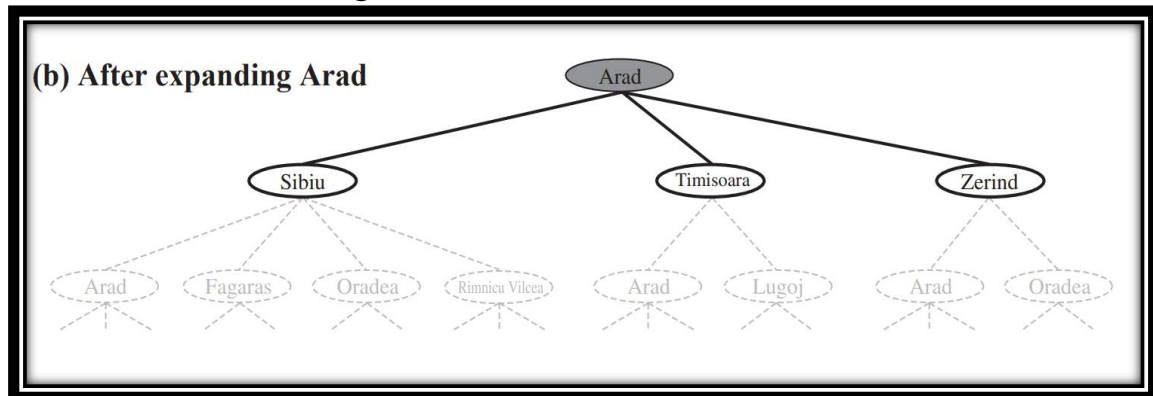 (b) After expanding Arad
Arad
Sibiu
Timisoara
Zerind
Arad
Fagaras
Oradea
Rimnicu Vilcea
Arad
Lugoj
Arad
Oradea